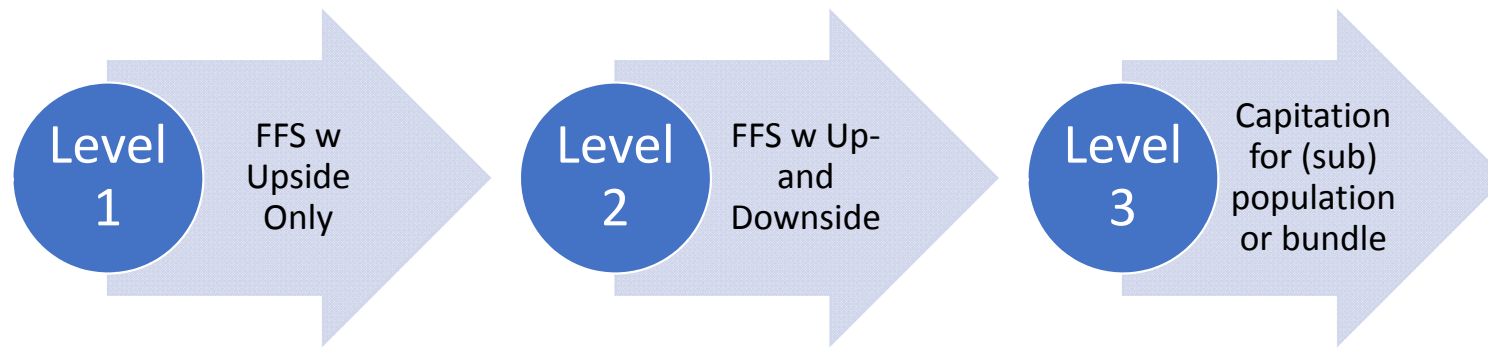 Level
1
FFS w
Upside
Only
Level
2
FFS w Up-
and
Downside
Level
3
Capitation
for (sub)
population
or bundle